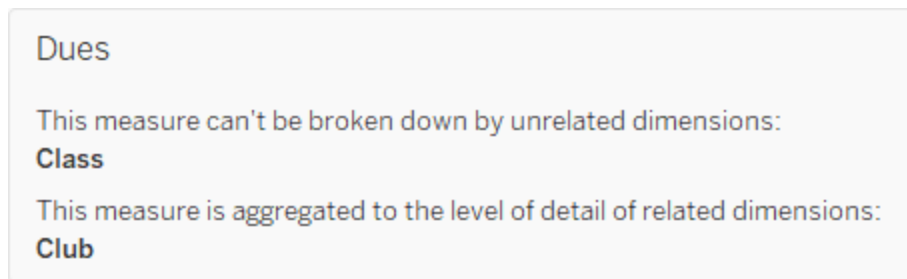 Dues
This measure can't be broken down by unrelated dimensions:
Class
This measure is aggregated to the level of detail of related dimensions:
Club